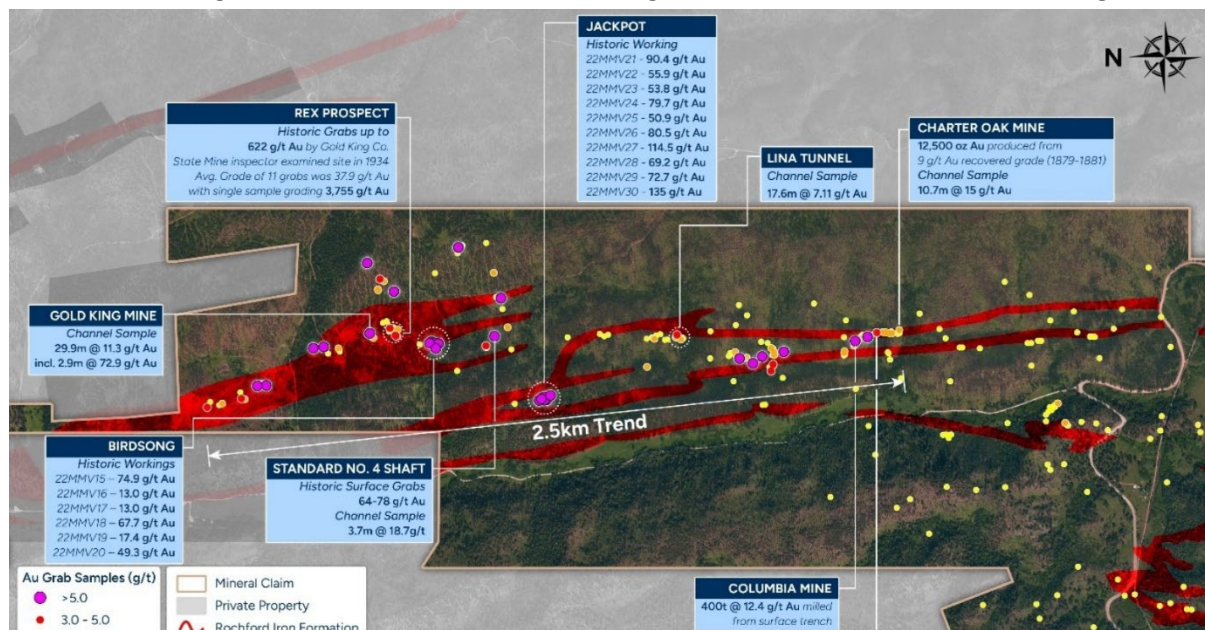 JACKPOT
Historic Working
22MMV21 - 90.4 g/t Au
22MMV22 - 55.9 g/t Au
22MMV23 - 53.8 g/t Au
22MMV24 - 79.7 g/t Au
22MMV25 - 50.9 g/t Au
22MMV26 - 80.5 g/t Au
22MMV27 - 114.5 g/t Au
22MMV28 - 69.2 g/t Au
22MMV29 - 72.7 g/t Au
22MMV30 - 135 g/t Au
N
REX PROSPECT
Historic Grabs up to
622 g/t Au by Gold King Co.
State Mine inspector examined site in 1934
Avg. Grade of 11 grabs was 37.9 g/t Au
with single sample grading 3,755 g/t Au
LINA TUNNEL
Channel Sample
17.6m @ 7.11 g/t Au
CHARTER OAK MINE
12,500 oz Au produced from
9 g/t Au recovered grade (1879-1881)
Channel Sample
10.7m @ 15 g/t Au
GOLD KING MINE
Channel Sample
29.9m @ 11.3 g/t Au
incl. 2.9m @ 72.9 g/t Au
2.5km Trend
BIRDSONG
Historic Workings
22MMV15 – 74.9 g/t Au
22MMV16 – 13.0 g/t Au
22MMV17 – 13.0 g/t Au
22MMV18 – 67.7 g/t Au
22MMV19 – 17.4 g/t Au
22MMV20 – 49.3 g/t Au
STANDARD NO. 4 SHAFT
Historic Surface Grabs
64-78 g/t Au
Channel Sample
3.7m @ 18.7g/t
COLUMBIA MINE
400t @ 12.4 g/t Au milled
from surface trench
Au Grab Samples (g/t)
>5.0
3.0 - 5.0
Mineral Claim
Private Property
Rochford Iron Formation